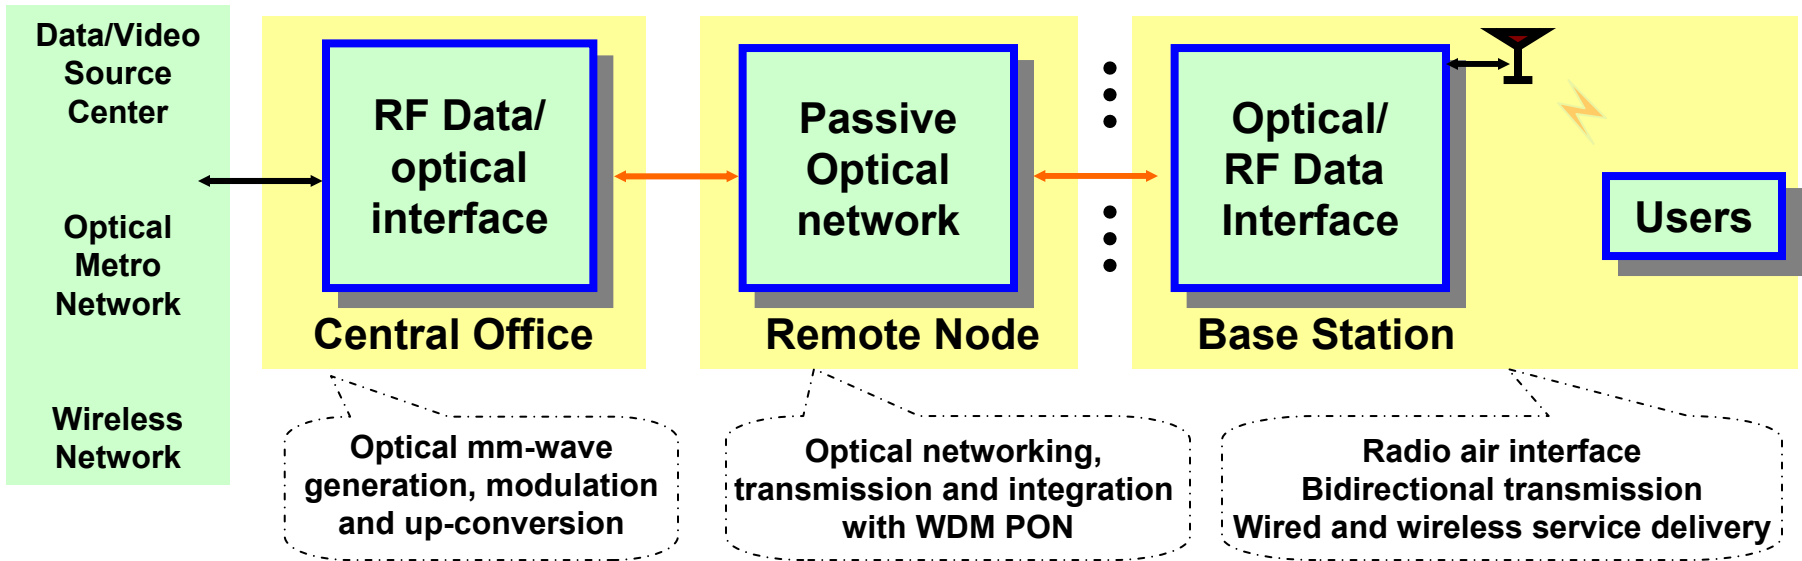 Data/Video
Source
Center
Optical
Metro
Network
Wireless
Network
RF Data/
optical
interface
Central Office
Optical mm-wave
generation, modulation
and up-conversion
Passive
Optical
network
Remote Node
Optical networking,
transmission and integration
with WDM PON
Optical/
RF Data
Interface
Base Station
Users
Radio air interface
Bidirectional transmission
Wired and wireless service delivery